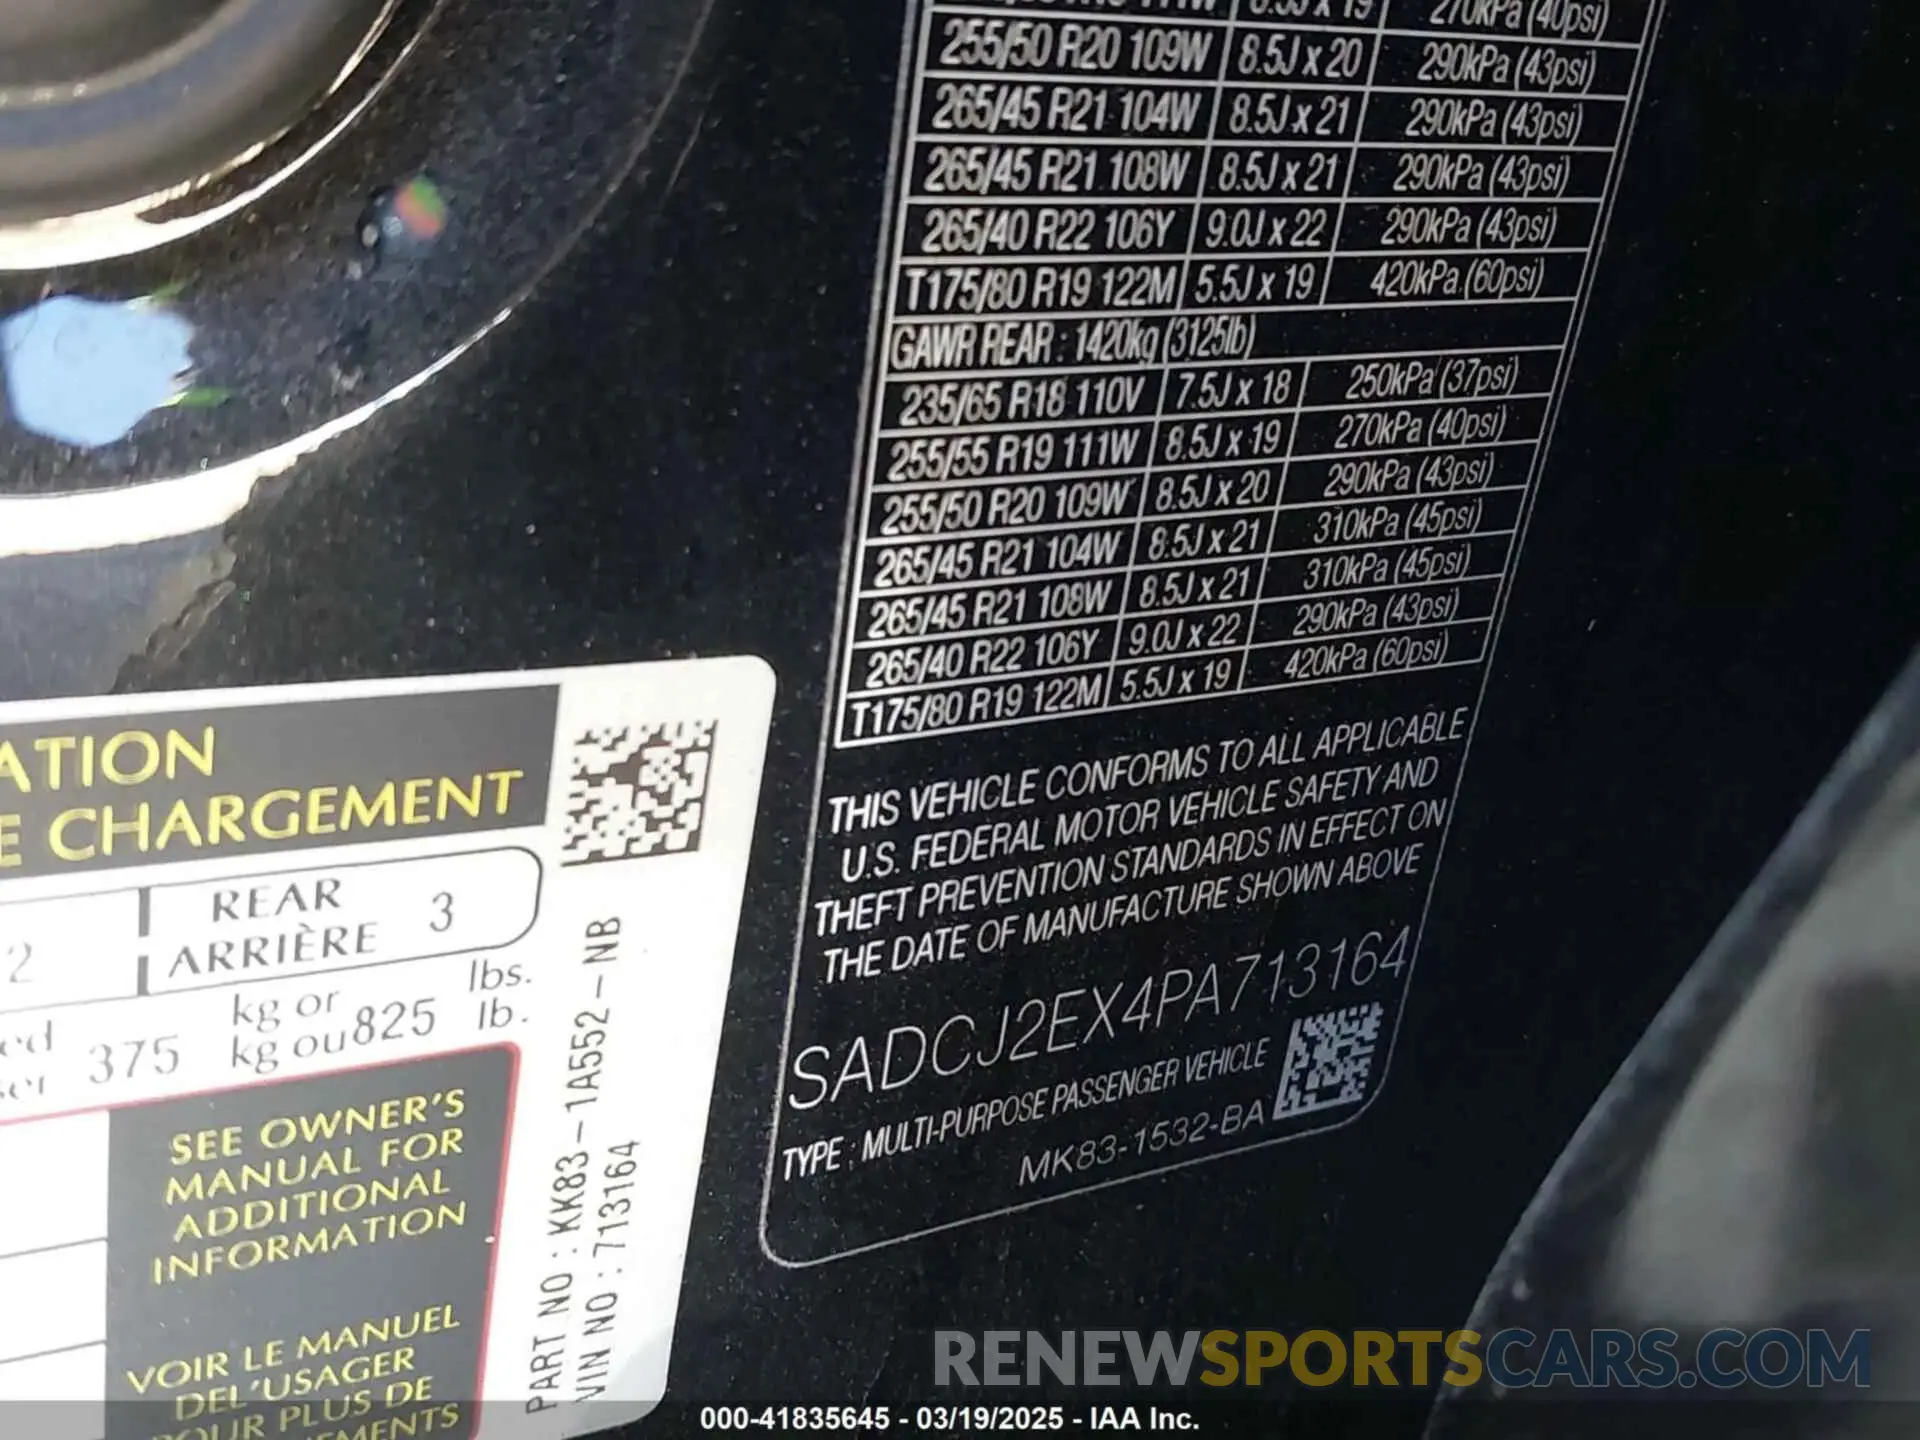 8.5J x 19 270kPa (40psi)
255/50 R20 109W 8.5J x 20 290kPa (43psi)
265/45 R21 104W 8.5J x 21 290kPa (43psi)
265/45 R21 108W 8.5J x 21 290kPa (43psi)
265/40 R22 106Y 9.0J x 22 290kPa (43psi)
T175/80 R19 122M 5.5J x 19 420kPa (60psi)
GAWR REAR : 1420kg (3125lb)
235/65 R18 110V 7.5J x 18 250kPa (37psi)
255/55 R19 111W 8.5J x 19 270kPa (40psi)
255/50 R20 109W 8.5J x 20 290kPa (43psi)
265/45 R21 104W 8.5J x 21 310kPa (45psi)
265/45 R21 108W 8.5J x 21 310kPa (45psi)
265/40 R22 106Y 9.0J x 22 290kPa (43psi)
T175/80 R19 122M 5.5J x 19 420kPa (60psi)
THIS VEHICLE CONFORMS TO ALL APPLICABLE
U.S. FEDERAL MOTOR VEHICLE SAFETY AND
THEFT PREVENTION STANDARDS IN EFFECT ON
THE DATE OF MANUFACTURE SHOWN ABOVE
SADCJ2EX4PA713164
TYPE : MULTI-PURPOSE PASSENGER VEHICLE
MK83-1532-BA
ATION
E CHARGEMENT
2 REAR 3
ARRIÈRE
375 kg or 825 lbs.
kg ou lb.
SEE OWNER'S
MANUAL FOR
ADDITIONAL
INFORMATION
VOIR LE MANUEL
DEL'USAGER
POUR PLUS DE
PART NO : KK83-1A552-NB
VIN NO : 713164
RENEWSPORTSCARS.COM
000-41835645 - 03/19/2025 - IAA Inc.